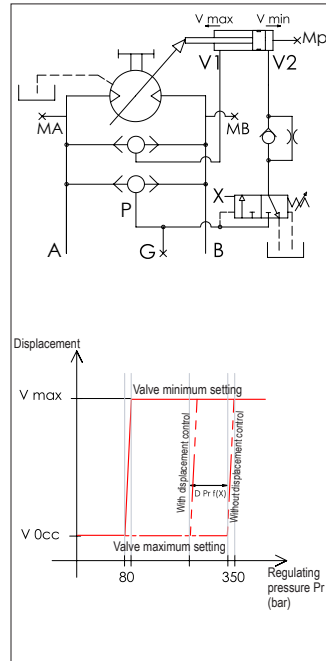 V max V min
Mp
V1 V2
MA MB
P X
A G B
Displacement
V max
Valve minimum setting
With displacement control
Without displacement control
D Pr f(X)
V 0cc
Valve maximum setting
80 350
Regulating
pressure Pr
(bar)